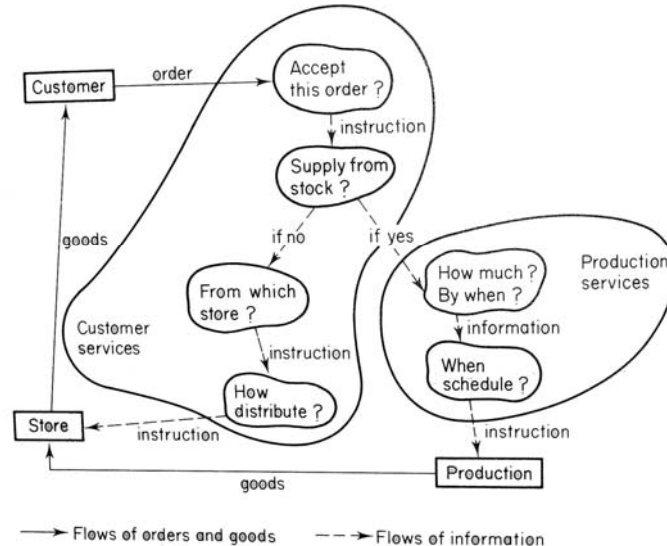 Customer
order
Accept
this order ?
instruction
Supply from
stock ?
if no
if yes
goods
How much ?
By when ?
Production
services
From which
store ?
information
Customer
services
instruction
When
schedule ?
How
distribute ?
Store
instruction
instruction
Production
goods
Flows of orders and goods
Flows of information